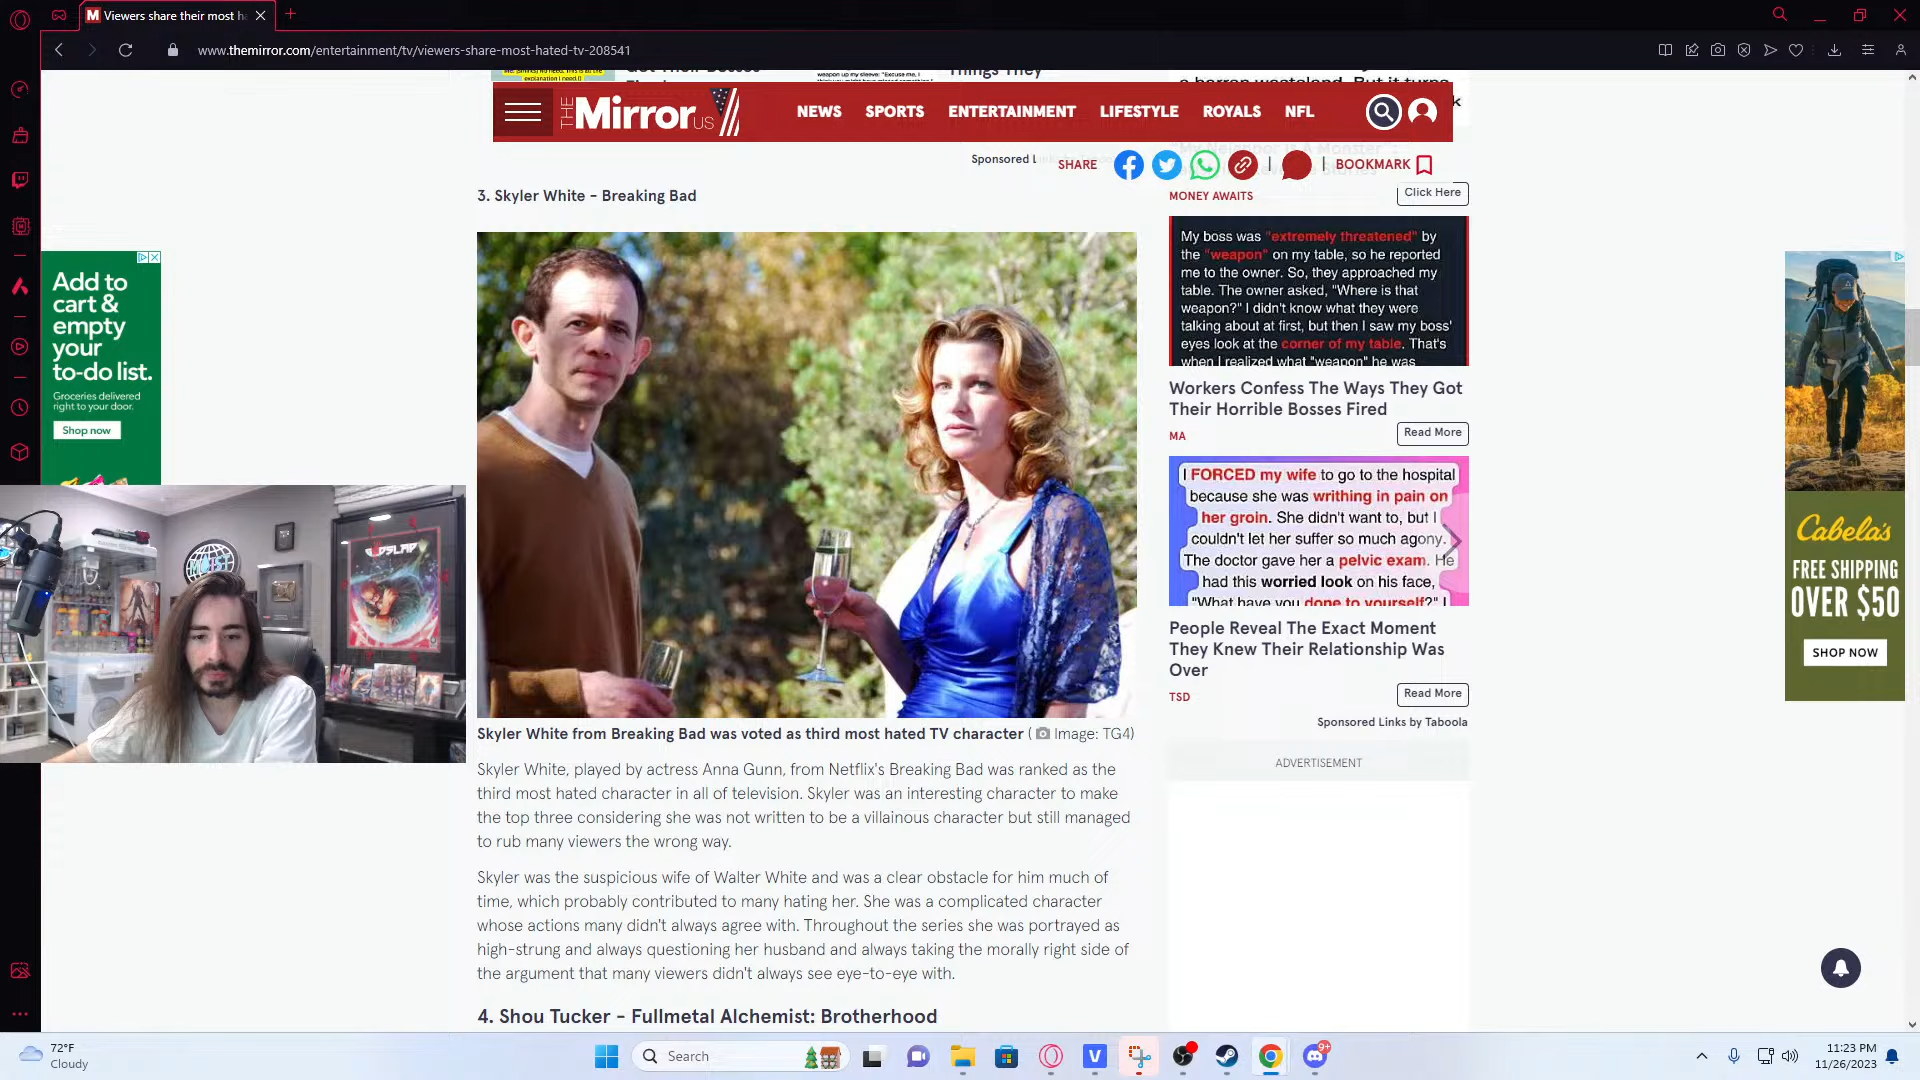 Viewers share their most h
www.themirror.com/entertainment/tv/viewers-share-most-hated-tv-208541
Things They
THE Mirror US
NEWS
SPORTS
ENTERTAINMENT
LIFESTYLE
ROYALS
NFL
Sponsored L
SHARE
BOOKMARK
3. Skyler White - Breaking Bad
MONEY AWAITS
Click Here
My boss was "extremely threatened" by
the "weapon" on my table, so he reported
me to the owner. So, they approached my
table. The owner asked, "Where is that
weapon?" I didn't know what they were
talking about at first, but then I saw my boss'
eyes look at the corner of my table. That's
when I realized what "weapon" he was
Workers Confess The Ways They Got
Their Horrible Bosses Fired
MA
Read More
I FORCED my wife to go to the hospital
because she was writhing in pain on
her groin. She didn't want to, but I
couldn't let her suffer so much agony.
The doctor gave her a pelvic exam. He
had this worried look on his face,
"What have you done to yourself?" I
People Reveal The Exact Moment
They Knew Their Relationship Was
Over
TSD
Read More
Sponsored Links by Taboola
ADVERTISEMENT
Add to
cart &
empty
your
to-do list.
Groceries delivered
right to your door.
Shop now
MOIST
Cabela's
FREE SHIPPING
OVER $50
SHOP NOW
Skyler White from Breaking Bad was voted as third most hated TV character ( Image: TG4)
Skyler White, played by actress Anna Gunn, from Netflix's Breaking Bad was ranked as the
third most hated character in all of television. Skyler was an interesting character to make
the top three considering she was not written to be a villainous character but still managed
to rub many viewers the wrong way.
Skyler was the suspicious wife of Walter White and was a clear obstacle for him much of
time, which probably contributed to many hating her. She was a complicated character
whose actions many didn't always agree with. Throughout the series she was portrayed as
high-strung and always questioning her husband and always taking the morally right side of
the argument that many viewers didn't always see eye-to-eye with.
4. Shou Tucker - Fullmetal Alchemist: Brotherhood
72°F
Cloudy
Search
9+
11:23 PM
11/26/2023